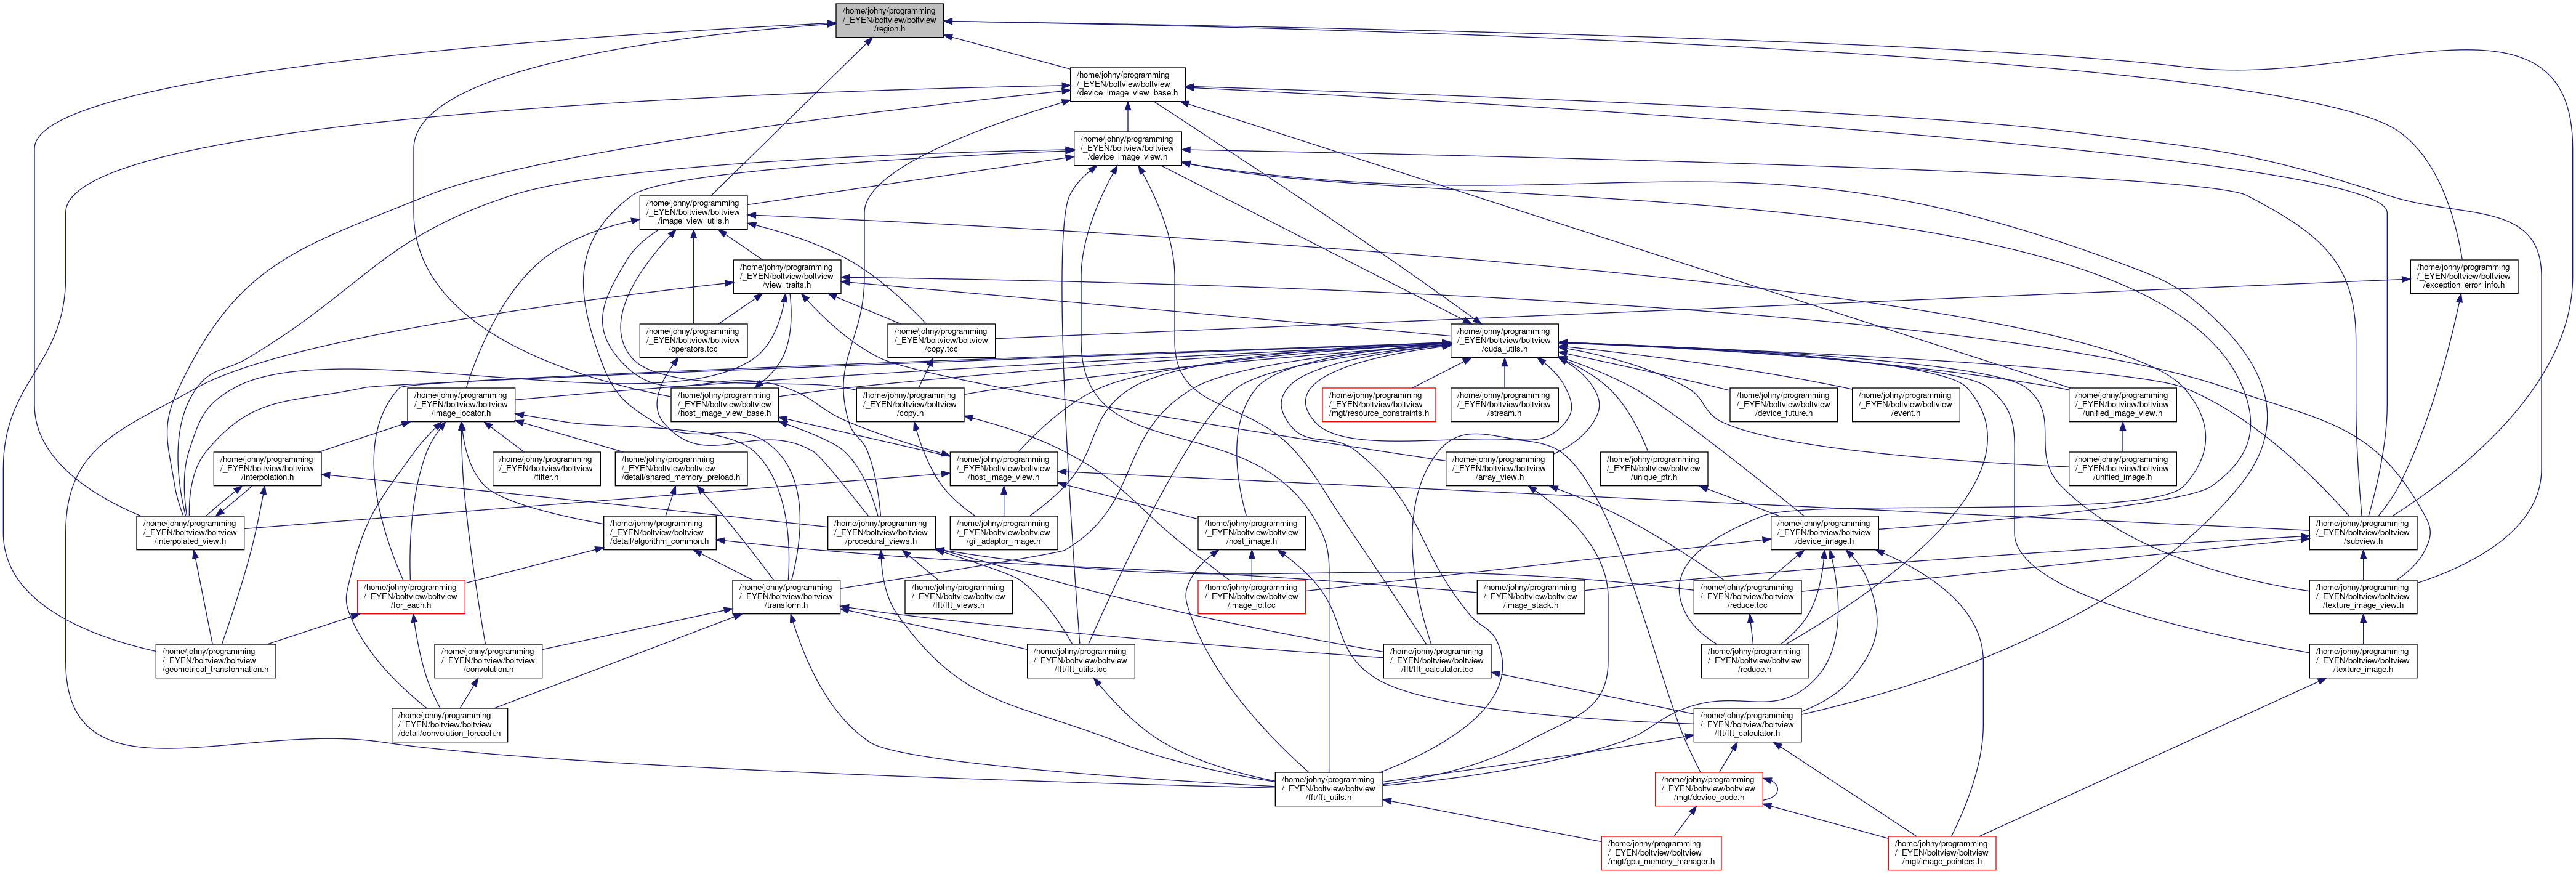 /home/johny/programming
/_EYEN/boltview/boltview
/region.h
/home/johny/programming
/_EYEN/boltview/boltview
/device_image_view_base.h
/home/johny/programming
/_EYEN/boltview/boltview
/device_image_view.h
/home/johny/programming
/_EYEN/boltview/boltview
/image_view_utils.h
/home/johny/programming
/_EYEN/boltview/boltview
/view_traits.h
/home/johny/programming
/_EYEN/boltview/boltview
/exception_error_info.h
/home/johny/programming
/_EYEN/boltview/boltview
/operators.tcc
/home/johny/programming
/_EYEN/boltview/boltview
/copy.tcc
/home/johny/programming
/_EYEN/boltview/boltview
/cuda_utils.h
/home/johny/programming
/_EYEN/boltview/boltview
/image_locator.h
/home/johny/programming
/_EYEN/boltview/boltview
/host_image_view_base.h
/home/johny/programming
/_EYEN/boltview/boltview
/copy.h
/home/johny/programming
/_EYEN/boltview/boltview
/mgt/resource_constraints.h
/home/johny/programming
/_EYEN/boltview/boltview
/stream.h
/home/johny/programming
/_EYEN/boltview/boltview
/device_future.h
/home/johny/programming
/_EYEN/boltview/boltview
/event.h
/home/johny/programming
/_EYEN/boltview/boltview
/unified_image_view.h
/home/johny/programming
/_EYEN/boltview/boltview
/interpolation.h
/home/johny/programming
/_EYEN/boltview/boltview
/filter.h
/home/johny/programming
/_EYEN/boltview/boltview
/detail/shared_memory_preload.h
/home/johny/programming
/_EYEN/boltview/boltview
/host_image_view.h
/home/johny/programming
/_EYEN/boltview/boltview
/array_view.h
/home/johny/programming
/_EYEN/boltview/boltview
/unique_ptr.h
/home/johny/programming
/_EYEN/boltview/boltview
/unified_image.h
/home/johny/programming
/_EYEN/boltview/boltview
/interpolated_view.h
/home/johny/programming
/_EYEN/boltview/boltview
/detail/algorithm_common.h
/home/johny/programming
/_EYEN/boltview/boltview
/procedural_views.h
/home/johny/programming
/_EYEN/boltview/boltview
/gil_adaptor_image.h
/home/johny/programming
/_EYEN/boltview/boltview
/host_image.h
/home/johny/programming
/_EYEN/boltview/boltview
/device_image.h
/home/johny/programming
/_EYEN/boltview/boltview
/subview.h
/home/johny/programming
/_EYEN/boltview/boltview
/for_each.h
/home/johny/programming
/_EYEN/boltview/boltview
/transform.h
/home/johny/programming
/_EYEN/boltview/boltview
/fft/fft_views.h
/home/johny/programming
/_EYEN/boltview/boltview
/image_io.tcc
/home/johny/programming
/_EYEN/boltview/boltview
/image_stack.h
/home/johny/programming
/_EYEN/boltview/boltview
/reduce.tcc
/home/johny/programming
/_EYEN/boltview/boltview
/texture_image_view.h
/home/johny/programming
/_EYEN/boltview/boltview
/geometrical_transformation.h
/home/johny/programming
/_EYEN/boltview/boltview
/convolution.h
/home/johny/programming
/_EYEN/boltview/boltview
/fft/fft_utils.tcc
/home/johny/programming
/_EYEN/boltview/boltview
/fft/fft_calculator.tcc
/home/johny/programming
/_EYEN/boltview/boltview
/reduce.h
/home/johny/programming
/_EYEN/boltview/boltview
/texture_image.h
/home/johny/programming
/_EYEN/boltview/boltview
/detail/convolution_foreach.h
/home/johny/programming
/_EYEN/boltview/boltview
/fft/fft_calculator.h
/home/johny/programming
/_EYEN/boltview/boltview
/fft/fft_utils.h
/home/johny/programming
/_EYEN/boltview/boltview
/mgt/device_code.h
/home/johny/programming
/_EYEN/boltview/boltview
/mgt/gpu_memory_manager.h
/home/johny/programming
/_EYEN/boltview/boltview
/mgt/image_pointers.h